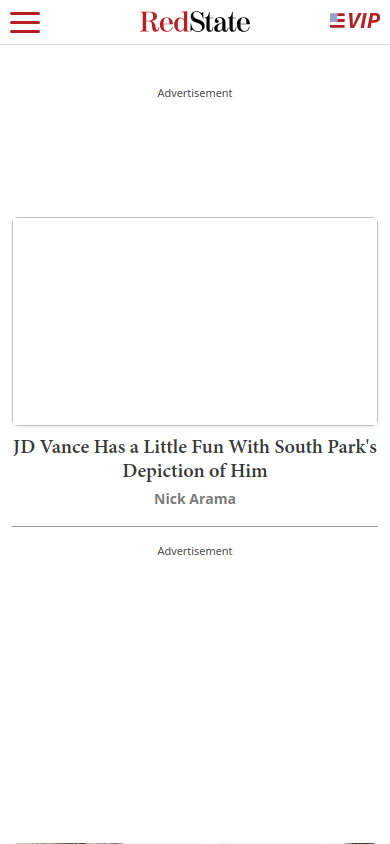 RedState
VIP
Advertisement
JD Vance Has a Little Fun With South Park's
Depiction of Him
Nick Arama
Advertisement